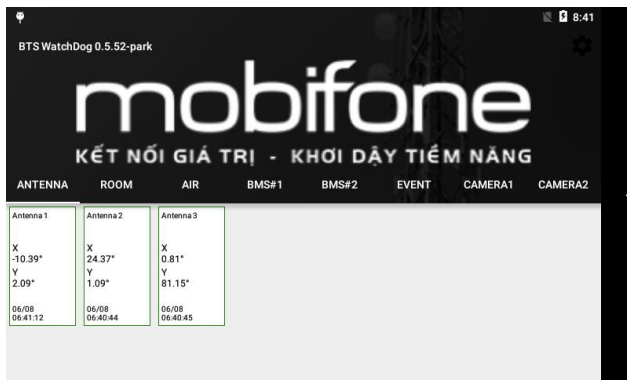 8:41
BTS WatchDog 0.5.52-park
mobifone
KẾT NỐI GIÁ TRỊ - KHƠI DẬY TIỀM NĂNG
ANTENNA ROOM AIR BMS#1 BMS#2 EVENT CAMERA1 CAMERA2
Antenna 1
X
-10.39°
Y
2.09°
06/08
06:41:12
Antenna 2
X
24.37°
Y
1.09°
06/08
06:40:44
Antenna 3
X
0.81°
Y
81.15°
06/08
06:40:45